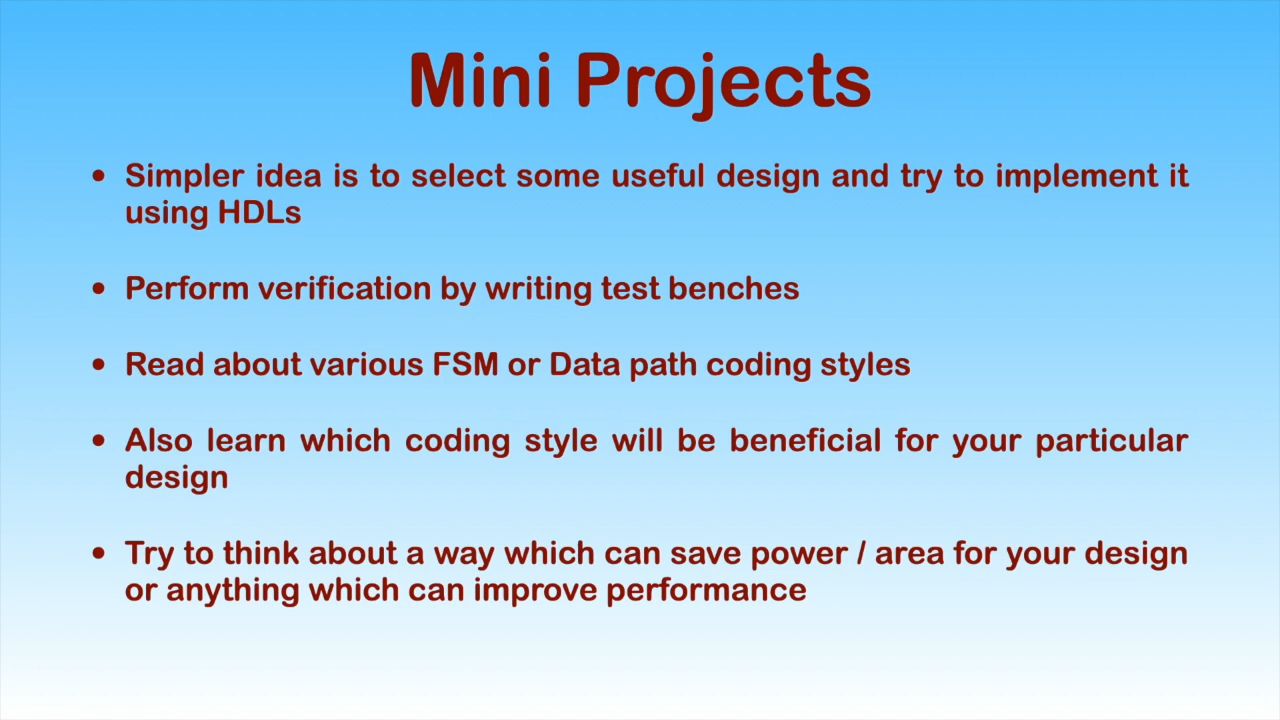 Mini Projects
• Simpler idea is to select some useful design and try to implement it
using HDLs
• Perform verification by writing test benches
• Read about various FSM or Data path coding styles
• Also learn which coding style will be beneficial for your particular
design
• Try to think about a way which can save power / area for your design
or anything which can improve performance